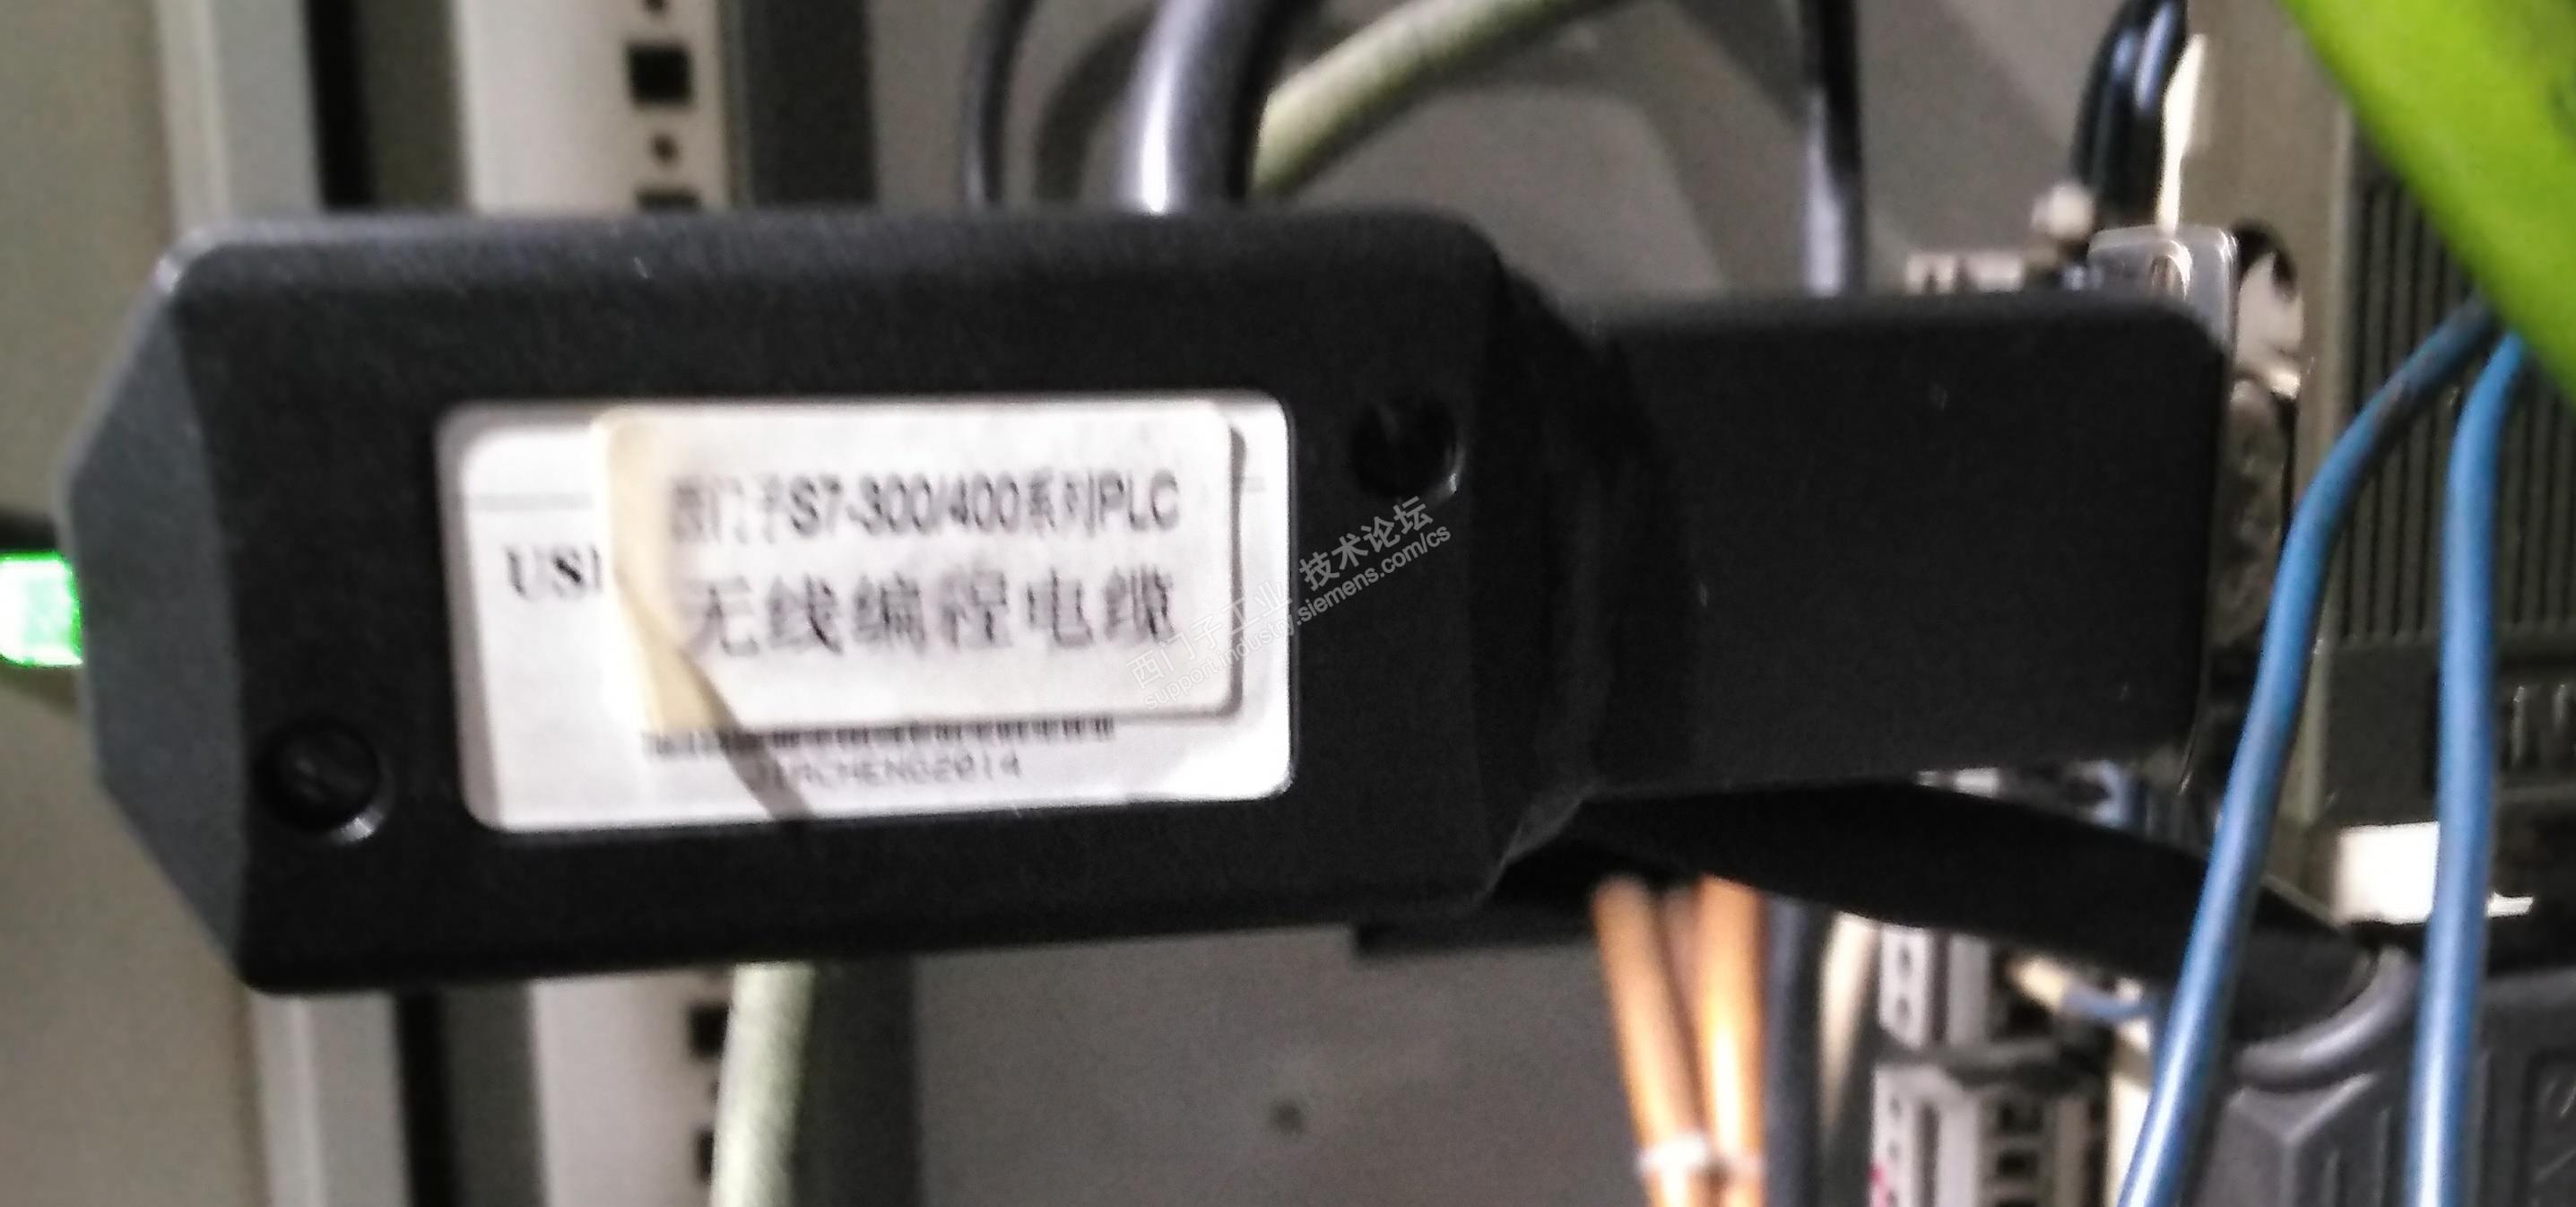 西门子S7-300/400系列PLC
USB
无线编程电缆
CHENG2014
西门子工业 技术论坛
support.industry.siemens.com/cs